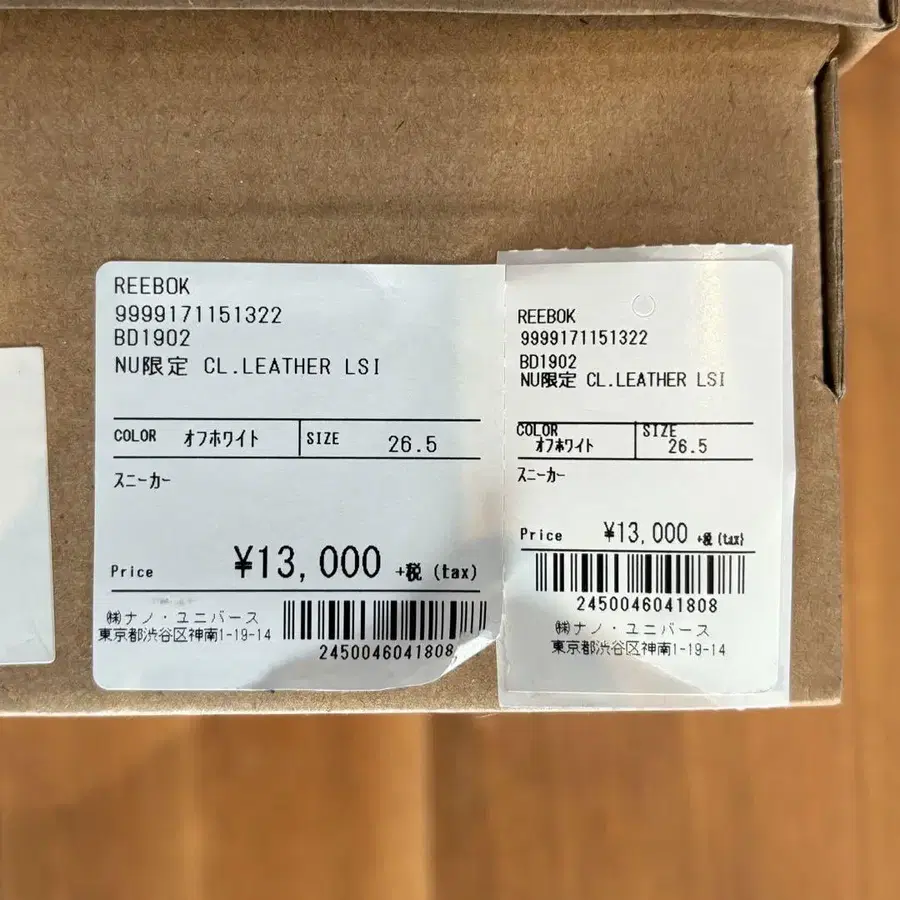 REEBOK
9999171151322
BD1902
NU限定 CL.LEATHER LSI
COLOR オフホワイト SIZE 26.5
スニーカー
Price ¥13,000 +税(tax)
㈱ナノ・ユニバース
東京都渋谷区神南1-19-14
2450046041808
REEBOK
9999171151322
BD1902
NU限定 CL.LEATHER LSI
COLOR オフホワイト SIZE 26.5
スニーカー
Price ¥13,000 +税(tax)
2450046041808
㈱ナノ・ユニバース
東京都渋谷区神南1-19-14